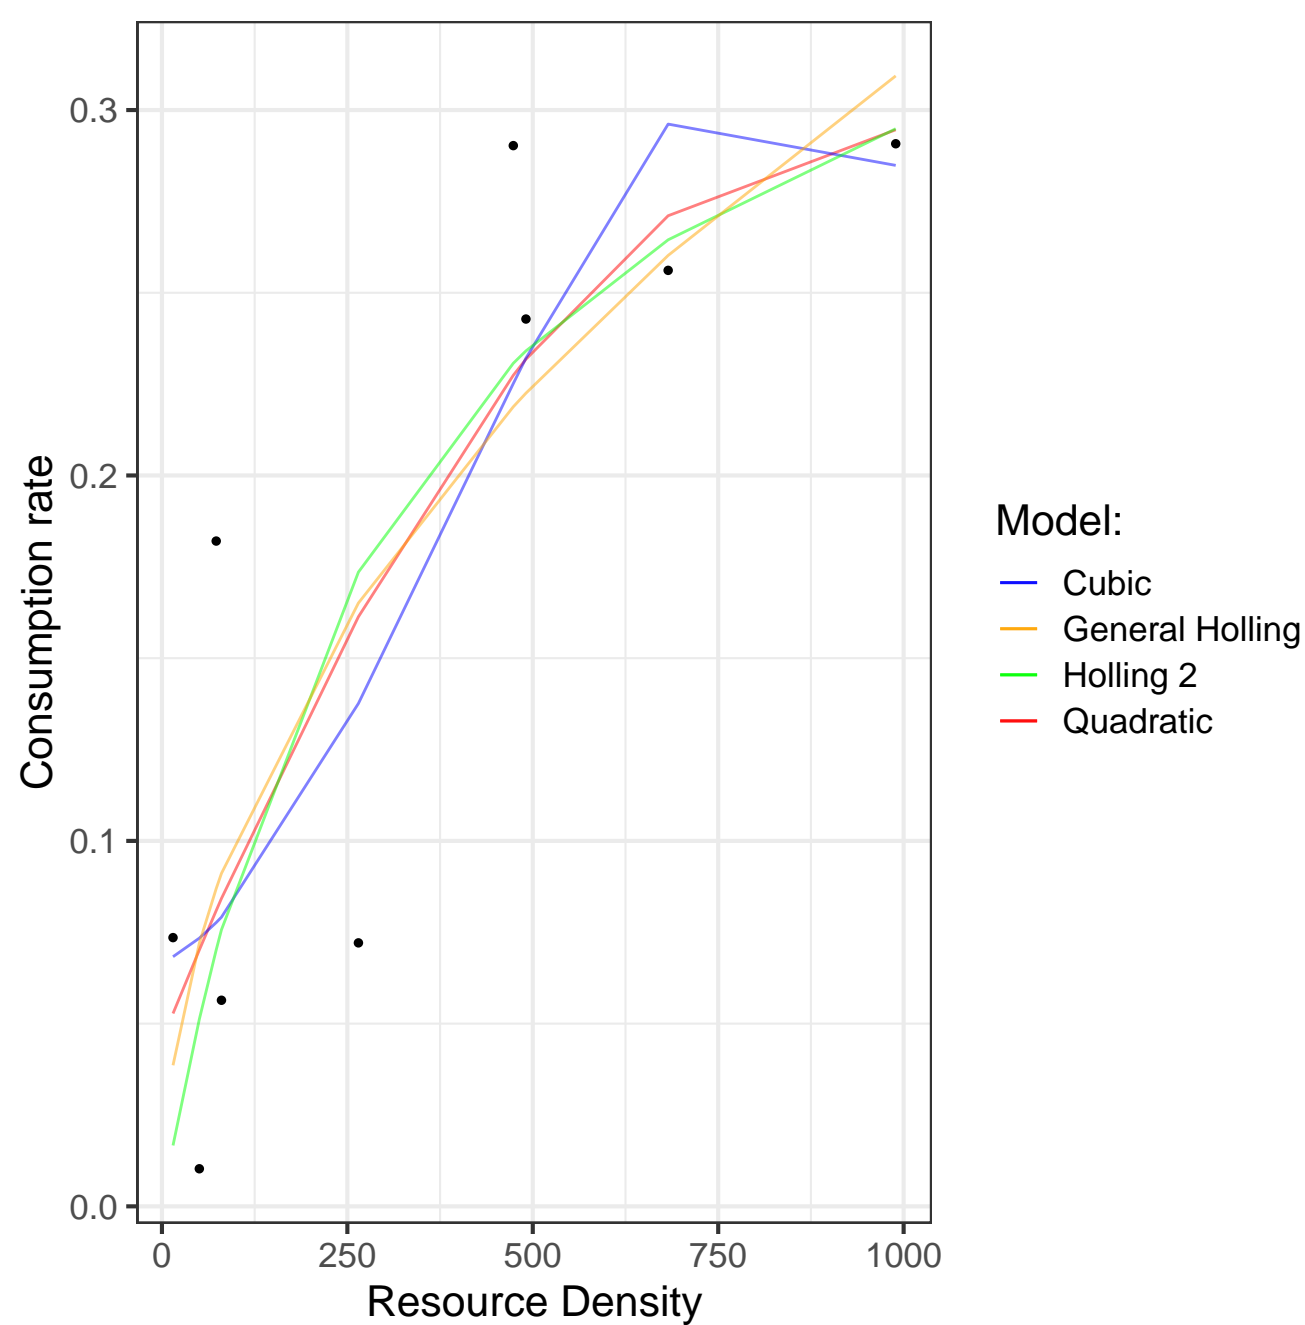 0.3
0.2
0.1
0.0
Consumption rate
0 250 500 750 1000
Resource Density
Model:
Cubic
General Holling
Holling 2
Quadratic